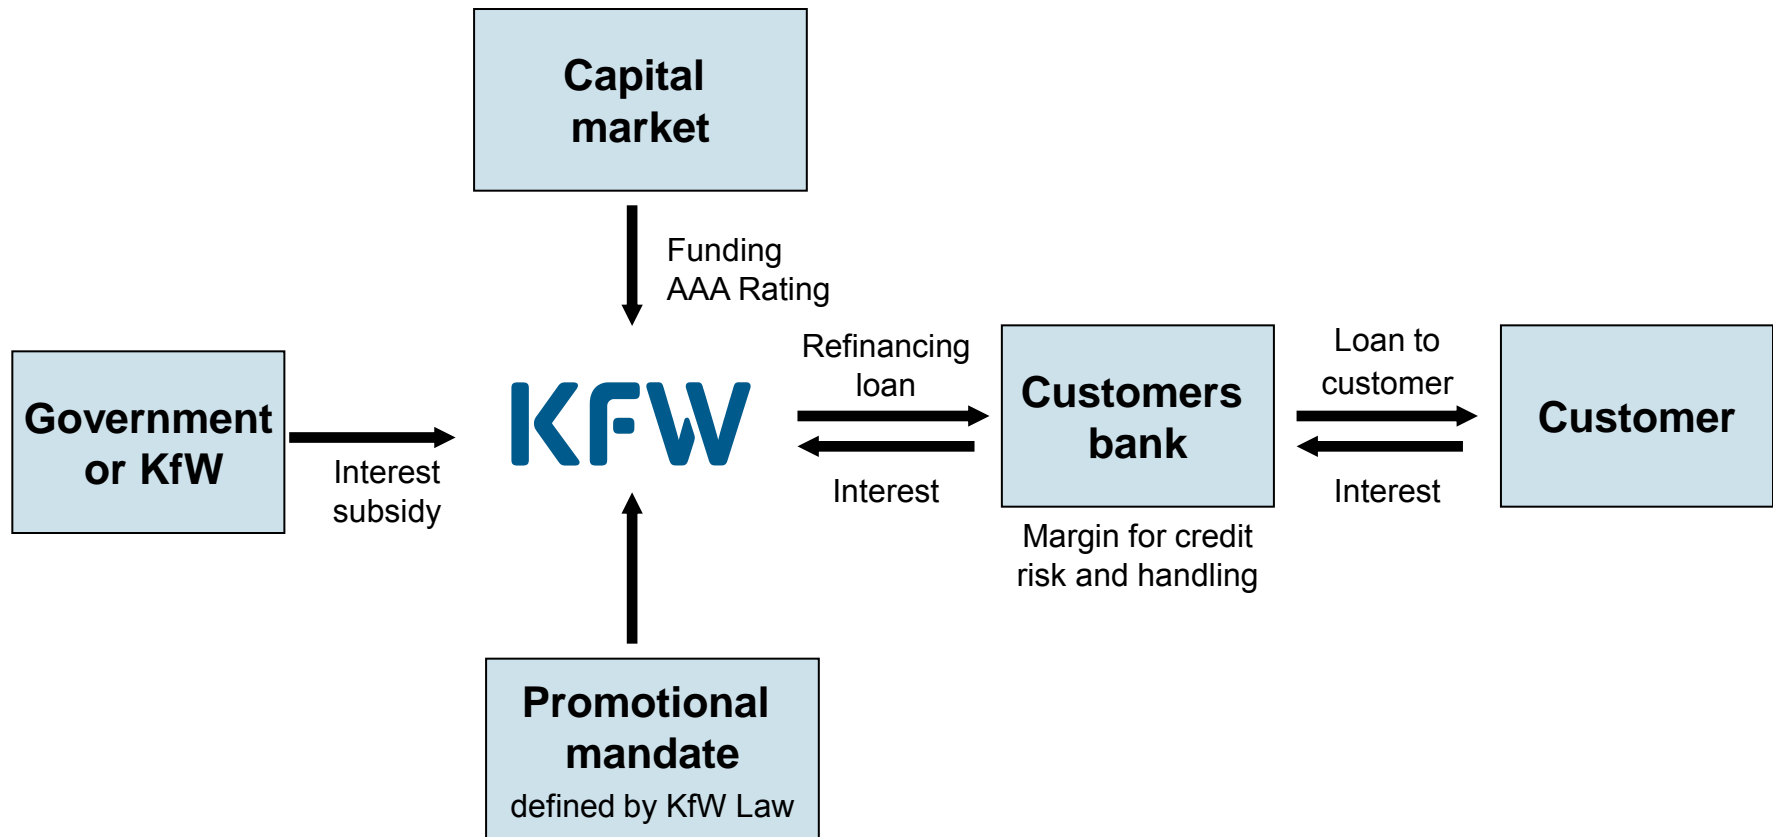 Capital
market
Funding
AAA Rating
Government
or KfW
Interest
subsidy
KFW
Refinancing
loan
Interest
Customers
bank
Margin for credit
risk and handling
Loan to
customer
Interest
Customer
Promotional
mandate
defined by KfW Law